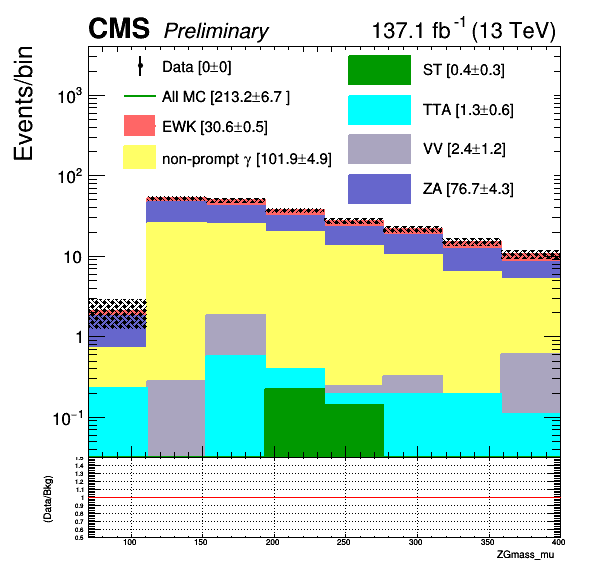 CMS Preliminary 137.1 fb⁻¹ (13 TeV)
Events/bin
Data [0±0]
All MC [213.2±6.7 ]
EWK [30.6±0.5]
non-prompt γ [101.9±4.9]
ST [0.4±0.3]
TTA [1.3±0.6]
VV [2.4±1.2]
ZA [76.7±4.3]
10³
10²
10
1
10⁻¹
(Data/Bkg)
1.5
1.4
1.3
1.2
1.1
1
0.9
0.8
0.7
0.6
0.5
100 150 200 250 300 350 400
ZGmass_mu